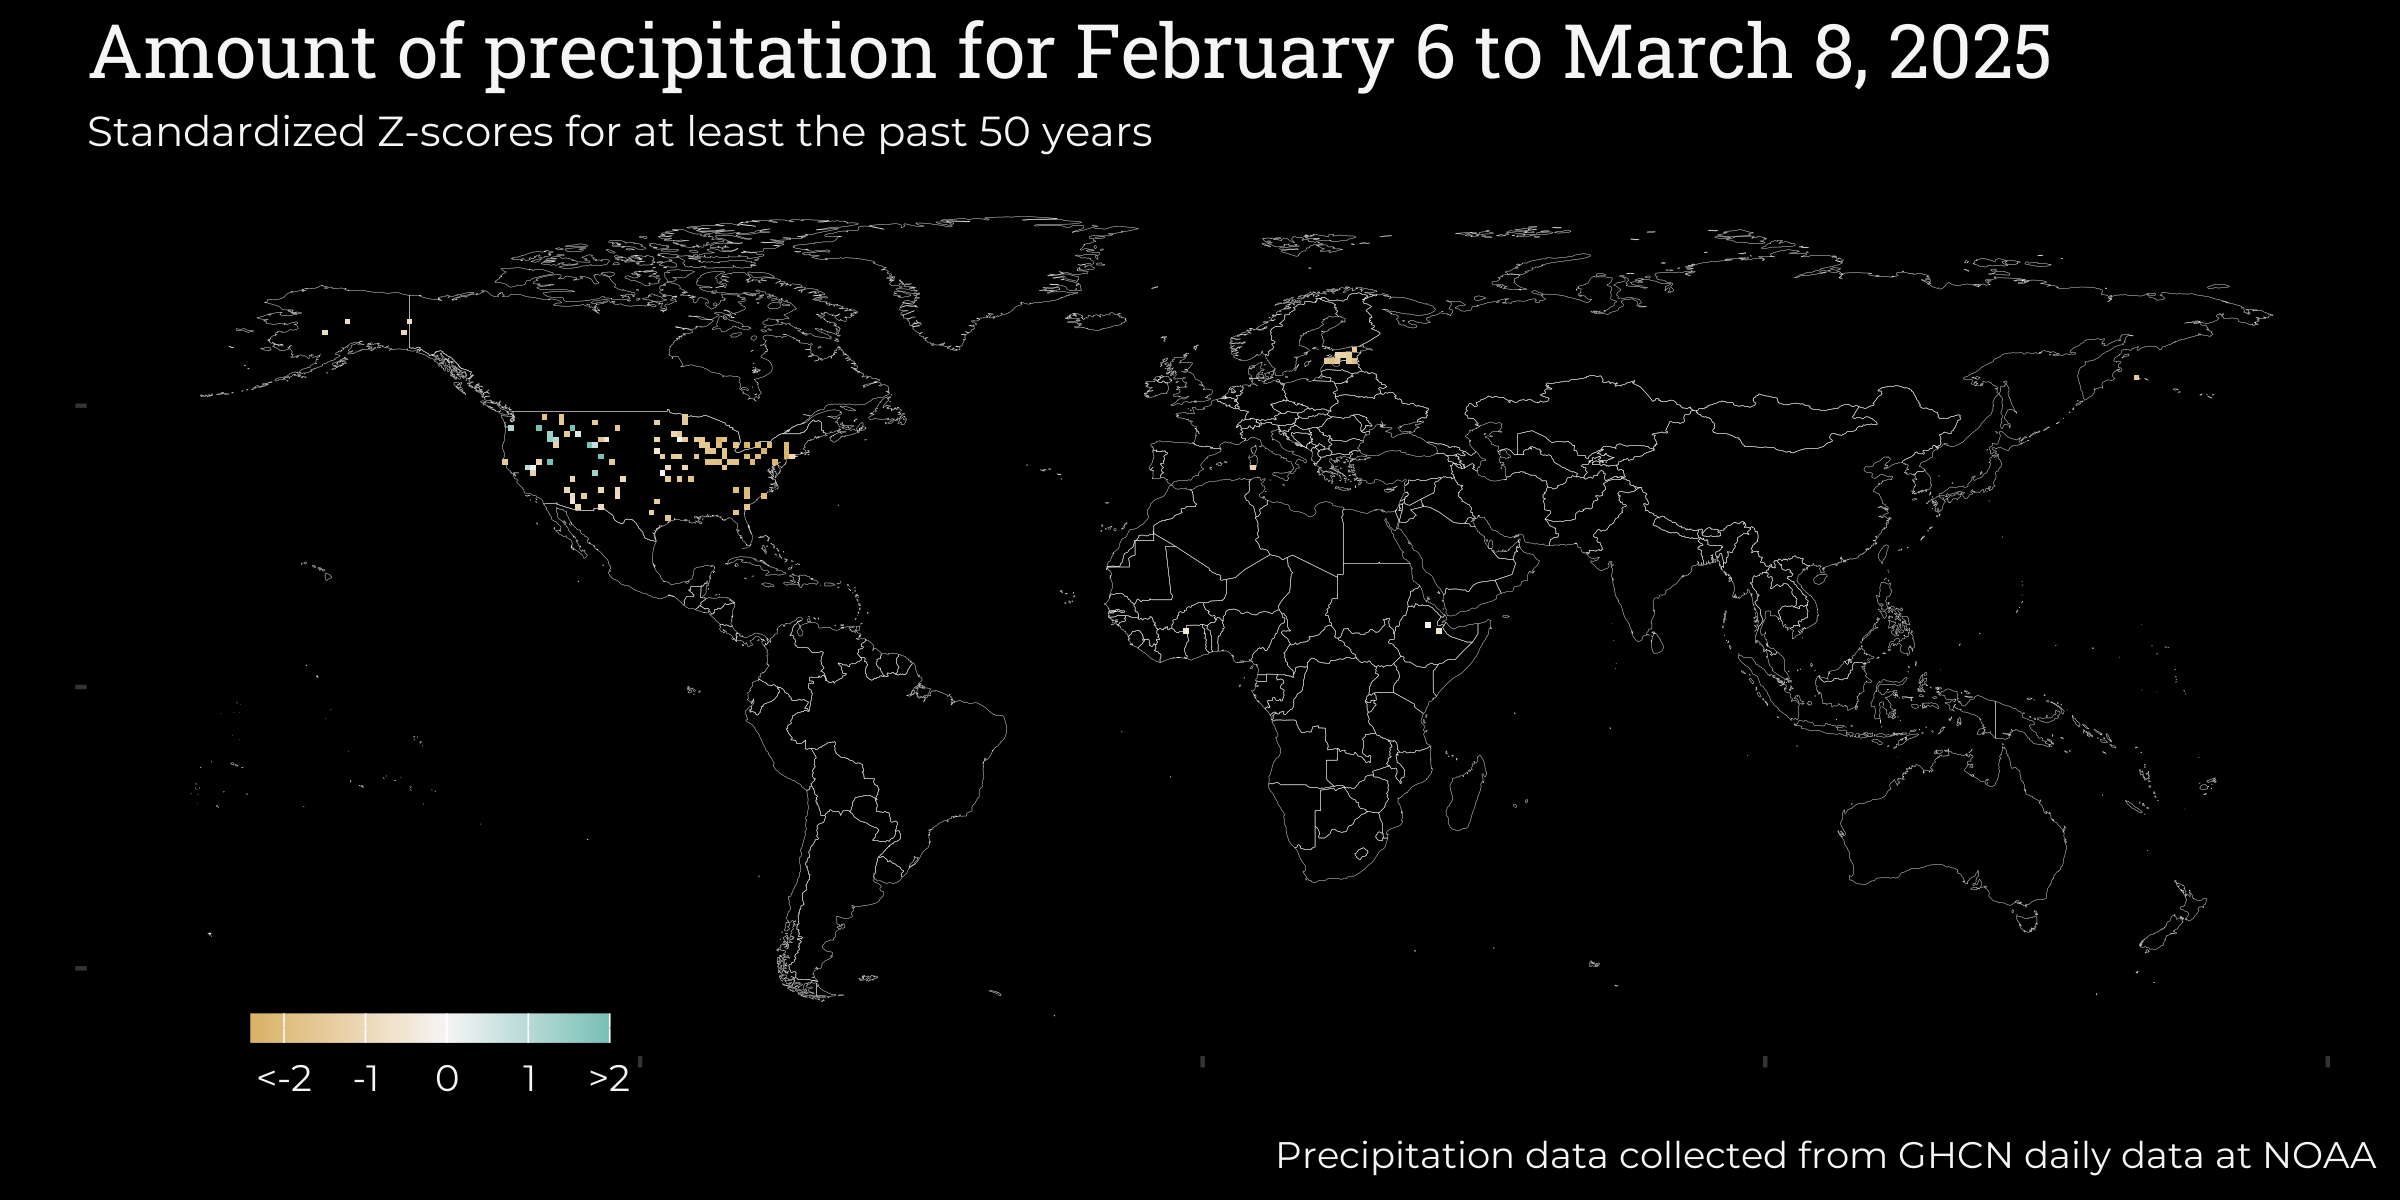 Amount of precipitation for February 6 to March 8, 2025
Standardized Z-scores for at least the past 50 years
<-2 -1 0 1 >2
Precipitation data collected from GHCN daily data at NOAA